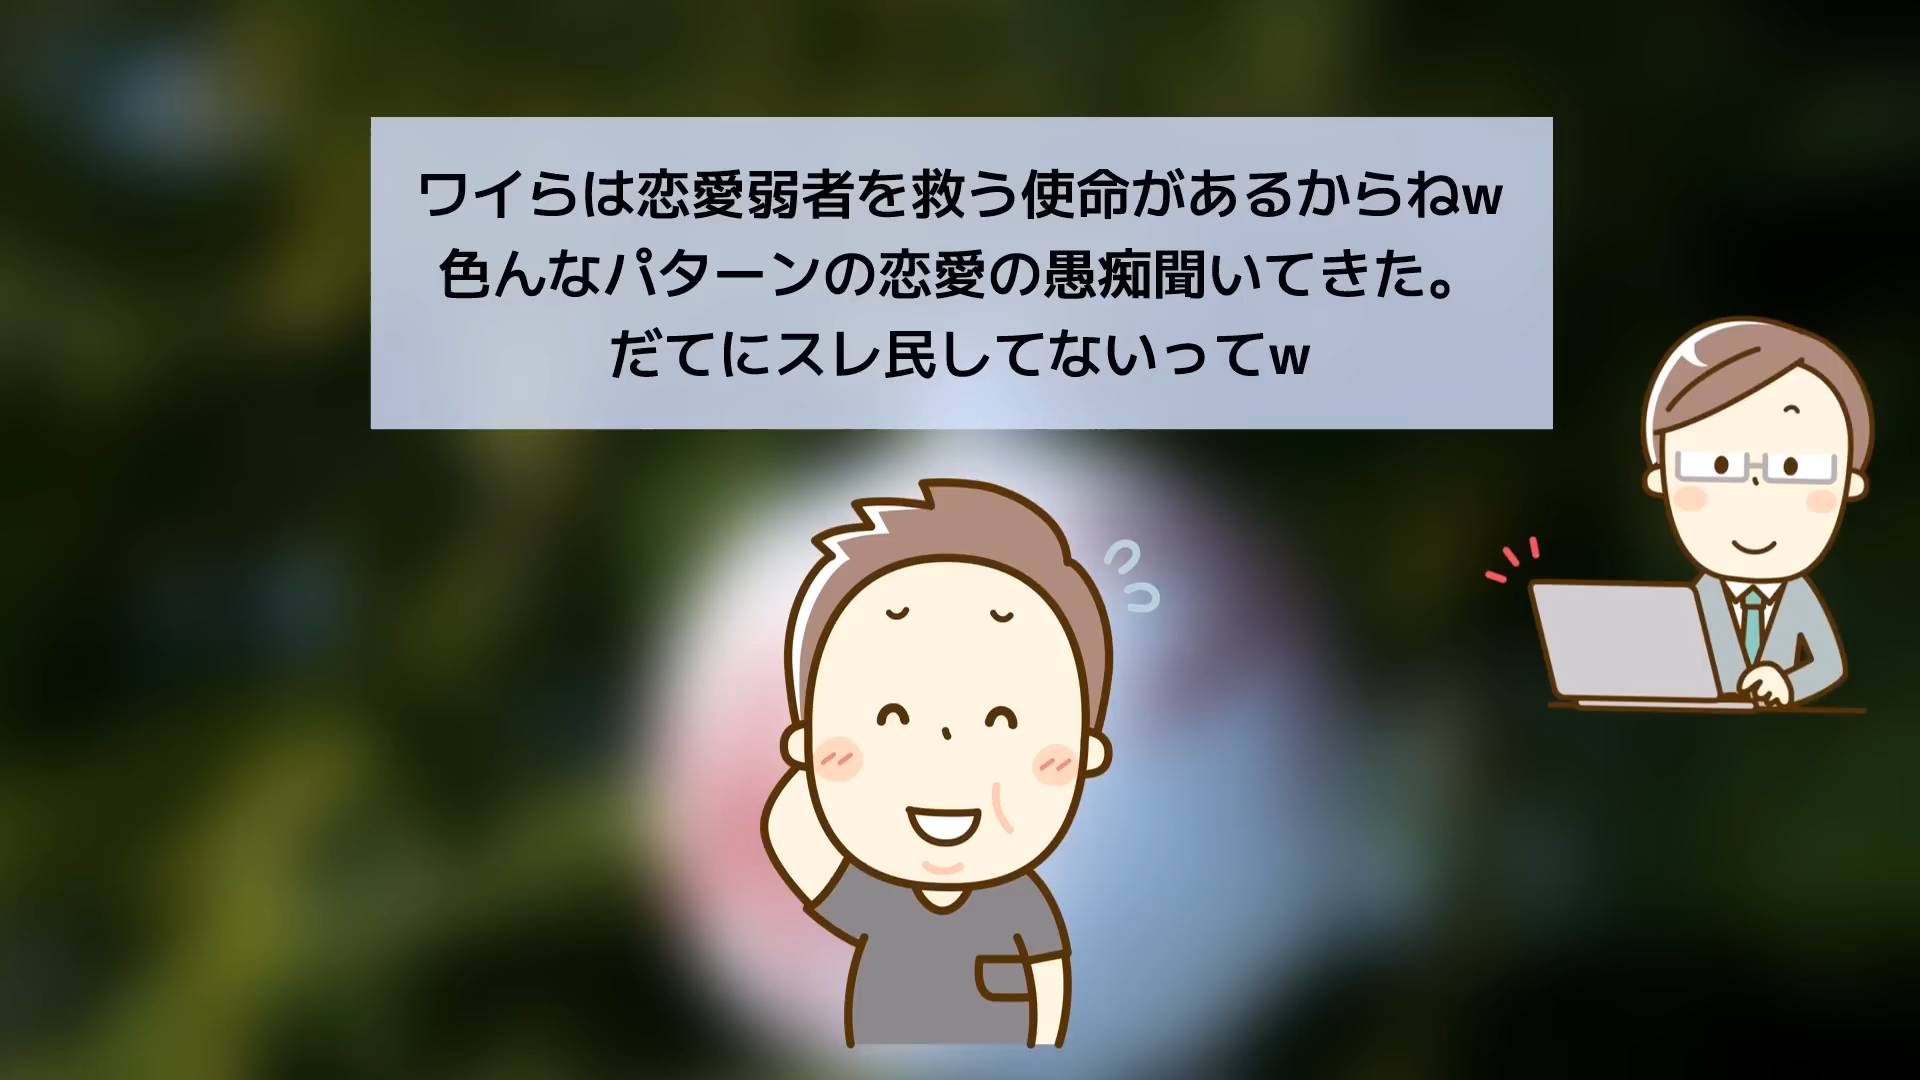 ワイらは恋愛弱者を救う使命があるからねw
色んなパターンの恋愛の愚痴聞いてきた。
だてにスレ民してないってw